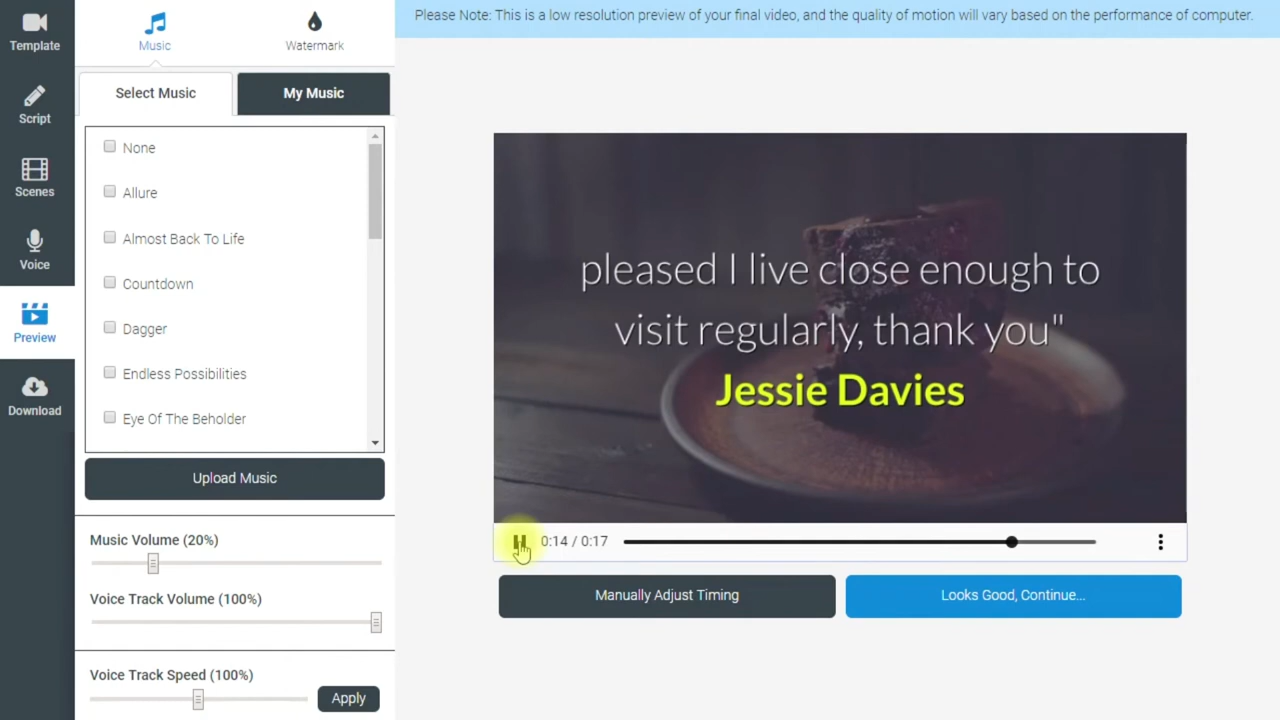 Please Note: This is a low resolution preview of your final video, and the quality of motion will vary based on the performance of computer.
Template
Script
Scenes
Voice
Preview
Download
Music
Watermark
Select Music
My Music
None
Allure
Almost Back To Life
Countdown
Dagger
Endless Possibilities
Eye Of The Beholder
Upload Music
Music Volume (20%)
Voice Track Volume (100%)
Voice Track Speed (100%)
Apply
pleased I live close enough to
visit regularly, thank you"
Jessie Davies
0:14 / 0:17
Manually Adjust Timing
Looks Good, Continue...